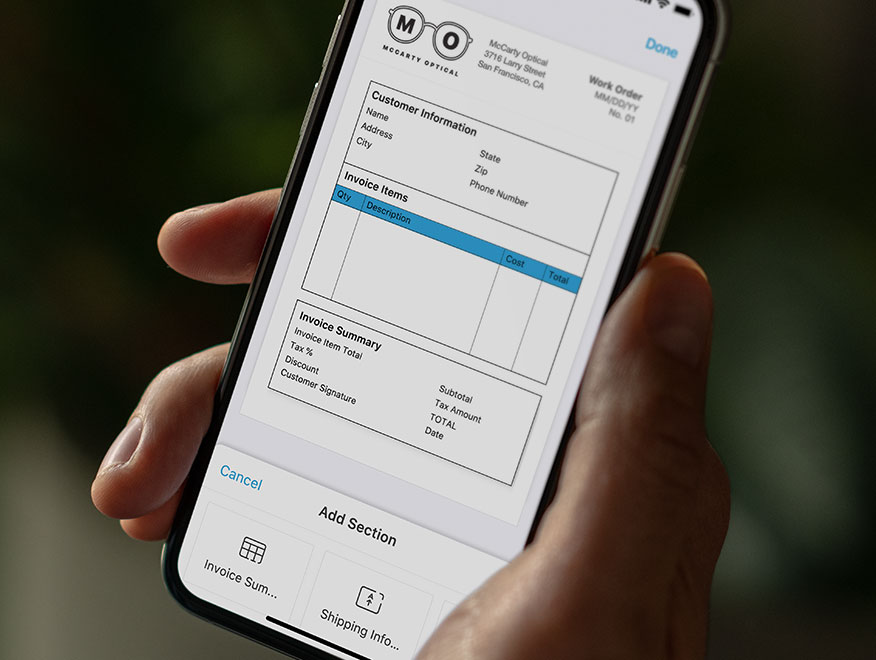 Done
M O
MCCARTY OPTICAL
McCarty Optical
3716 Larry Street
San Francisco, CA
Work Order
MM/DD/YY
No. 01
Customer Information
Name
Address
City
State
Zip
Phone Number
Invoice Items
Qty Description Cost Total
Invoice Summary
Invoice Item Total
Tax %
Discount
Customer Signature
Subtotal
Tax Amount
TOTAL
Date
Cancel
Add Section
Invoice Sum...
Shipping Info...